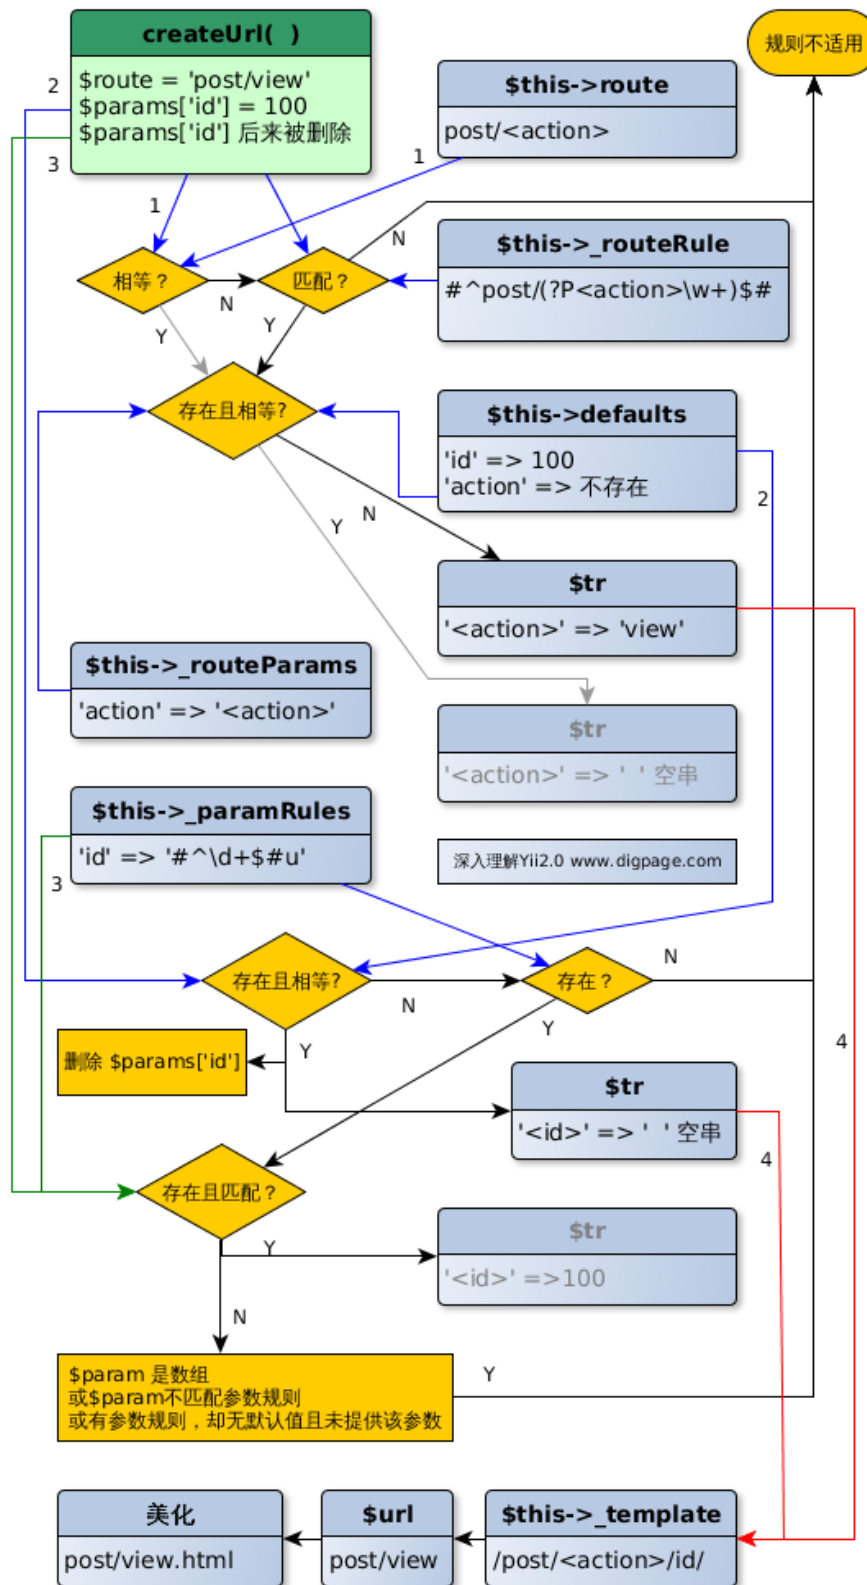 createUrl( )
$route = 'post/view'
$params['id'] = 100
$params['id'] 后来被删除
规则不适用
2
3
$this->route
post/<action>
1
1
N
$this->_routeRule
#^post/(?P<action>\w+)$#
相等？
N
匹配？
Y
Y
存在且相等?
$this->defaults
'id' => 100
'action' => 不存在
2
Y
N
$tr
'<action>' => 'view'
$this->_routeParams
'action' => '<action>'
$tr
'<action>' => ' ' 空串
$this->_paramRules
'id' => '#^\d+$#u'
深入理解Yii2.0 www.digpage.com
3
存在且相等?
N
存在？
N
Y
Y
4
删除 $params['id']
$tr
'<id>' => ' ' 空串
4
存在且匹配？
Y
$tr
'<id>' =>100
N
$param 是数组
或$param不匹配参数规则
或有参数规则，却无默认值且未提供该参数
Y
美化
post/view.html
$url
post/view
$this->_template
/post/<action>/id/